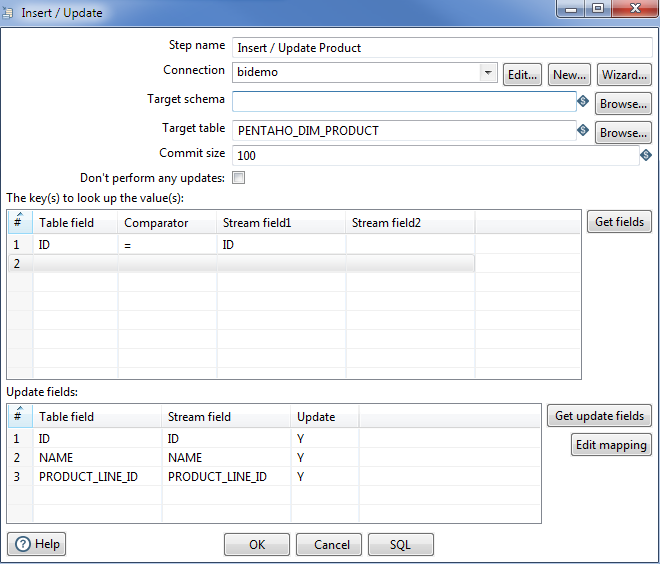 Insert / Update
Step name Insert / Update Product
Connection bidemo Edit... New... Wizard...
Target schema Browse...
Target table PENTAHO_DIM_PRODUCT Browse...
Commit size 100
Don't perform any updates:
The key(s) to look up the value(s):
# Table field Comparator Stream field1 Stream field2 Get fields
1 ID = ID
2
Update fields:
# Table field Stream field Update Get update fields
1 ID ID Y Edit mapping
2 NAME NAME Y
3 PRODUCT_LINE_ID PRODUCT_LINE_ID Y
Help OK Cancel SQL